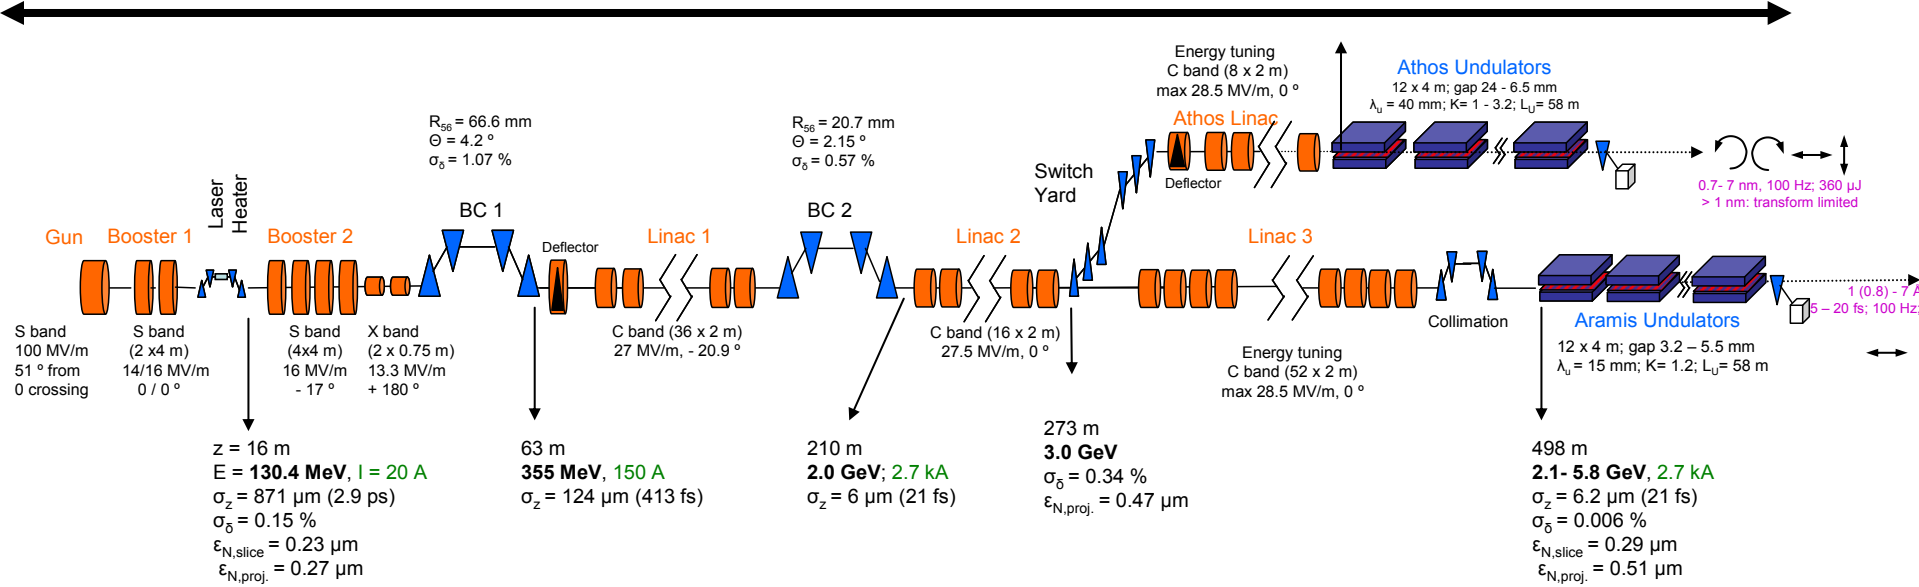 Energy tuning
C band (8 x 2 m)
max 28.5 MV/m, 0 º
Athos Linac
Athos Undulators
12 x 4 m; gap 24 - 6.5 mm
λu = 40 mm; K= 1 - 3.2; LU= 58 m
R56 = 66.6 mm
Θ = 4.2 º
σδ = 1.07 %
R56 = 20.7 mm
Θ = 2.15 º
σδ = 0.57 %
Switch
Yard
Deflector
0.7- 7 nm, 100 Hz; 360 µJ
> 1 nm: transform limited
Gun
Booster 1
Laser
Heater
Booster 2
BC 1
Deflector
Linac 1
BC 2
Linac 2
Linac 3
1 (0.8) - 7
5 – 20 fs; 100 Hz;
Collimation
Aramis Undulators
12 x 4 m; gap 3.2 – 5.5 mm
λu = 15 mm; K= 1.2; LU= 58 m
S band
100 MV/m
51 º from
0 crossing
S band
(2 x4 m)
14/16 MV/m
0 / 0 º
S band
(4x4 m)
16 MV/m
- 17 º
X band
(2 x 0.75 m)
13.3 MV/m
+ 180 º
C band (36 x 2 m)
27 MV/m, - 20.9 º
C band (16 x 2 m)
27.5 MV/m, 0 º
Energy tuning
C band (52 x 2 m)
max 28.5 MV/m, 0 º
z = 16 m
E = 130.4 MeV, I = 20 A
σz = 871 µm (2.9 ps)
σδ = 0.15 %
εN,slice = 0.23 µm
εN,proj. = 0.27 µm
63 m
355 MeV, 150 A
σz = 124 µm (413 fs)
210 m
2.0 GeV; 2.7 kA
σz = 6 µm (21 fs)
273 m
3.0 GeV
σδ = 0.34 %
εN,proj. = 0.47 µm
498 m
2.1- 5.8 GeV, 2.7 kA
σz = 6.2 µm (21 fs)
σδ = 0.006 %
εN,slice = 0.29 µm
εN,proj. = 0.51 µm